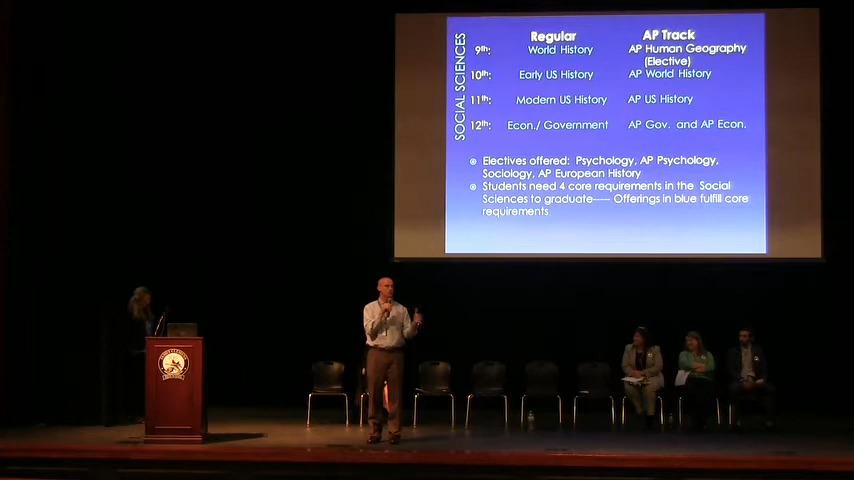 SOCIAL SCIENCES
Regular AP Track
9th: World History AP Human Geography
(Elective)
10th: Early US History AP World History
11th: Modern US History AP US History
12th: Econ./ Government AP Gov. and AP Econ.
Electives offered: Psychology, AP Psychology,
Sociology, AP European History
Students need 4 core requirements in the Social
Sciences to graduate---- Offerings in blue fulfill core
requirements